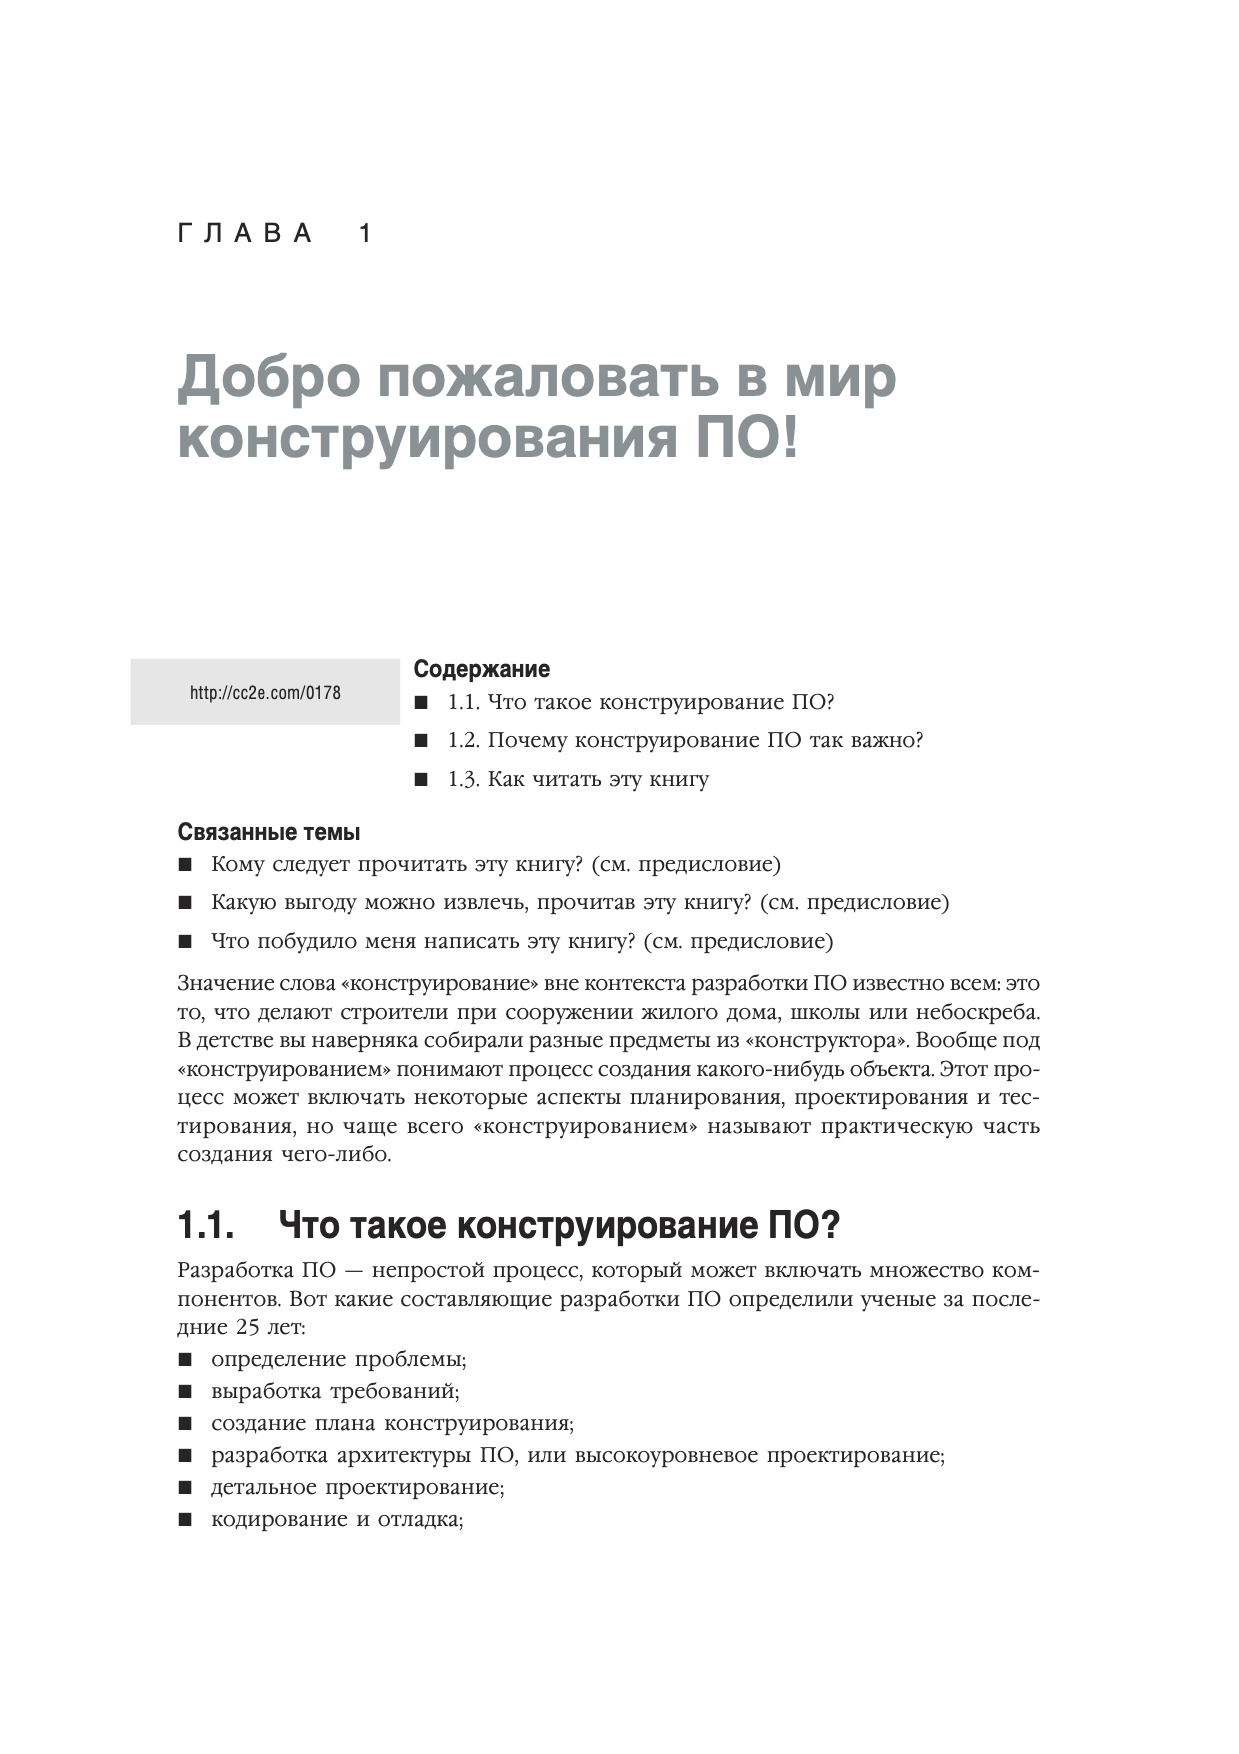 ГЛАВА 1
Добро пожаловать в мир
конструирования ПО!
http://cc2e.com/0178
Содержание
■ 1.1. Что такое конструирование ПО?
■ 1.2. Почему конструирование ПО так важно?
■ 1.3. Как читать эту книгу
Связанные темы
■ Кому следует прочитать эту книгу? (см. предисловие)
■ Какую выгоду можно извлечь, прочитав эту книгу? (см. предисловие)
■ Что побудило меня написать эту книгу? (см. предисловие)
Значение слова «конструирование» вне контекста разработки ПО известно всем: это
то, что делают строители при сооружении жилого дома, школы или небоскреба.
В детстве вы наверняка собирали разные предметы из «конструктора». Вообще под
«конструированием» понимают процесс создания какого-нибудь объекта. Этот про-
цесс может включать некоторые аспекты планирования, проектирования и тес-
тирования, но чаще всего «конструированием» называют практическую часть
создания чего-либо.
1.1. Что такое конструирование ПО?
Разработка ПО — непростой процесс, который может включать множество ком-
понентов. Вот какие составляющие разработки ПО определили ученые за после-
дние 25 лет:
■ определение проблемы;
■ выработка требований;
■ создание плана конструирования;
■ разработка архитектуры ПО, или высокоуровневое проектирование;
■ детальное проектирование;
■ кодирование и отладка;